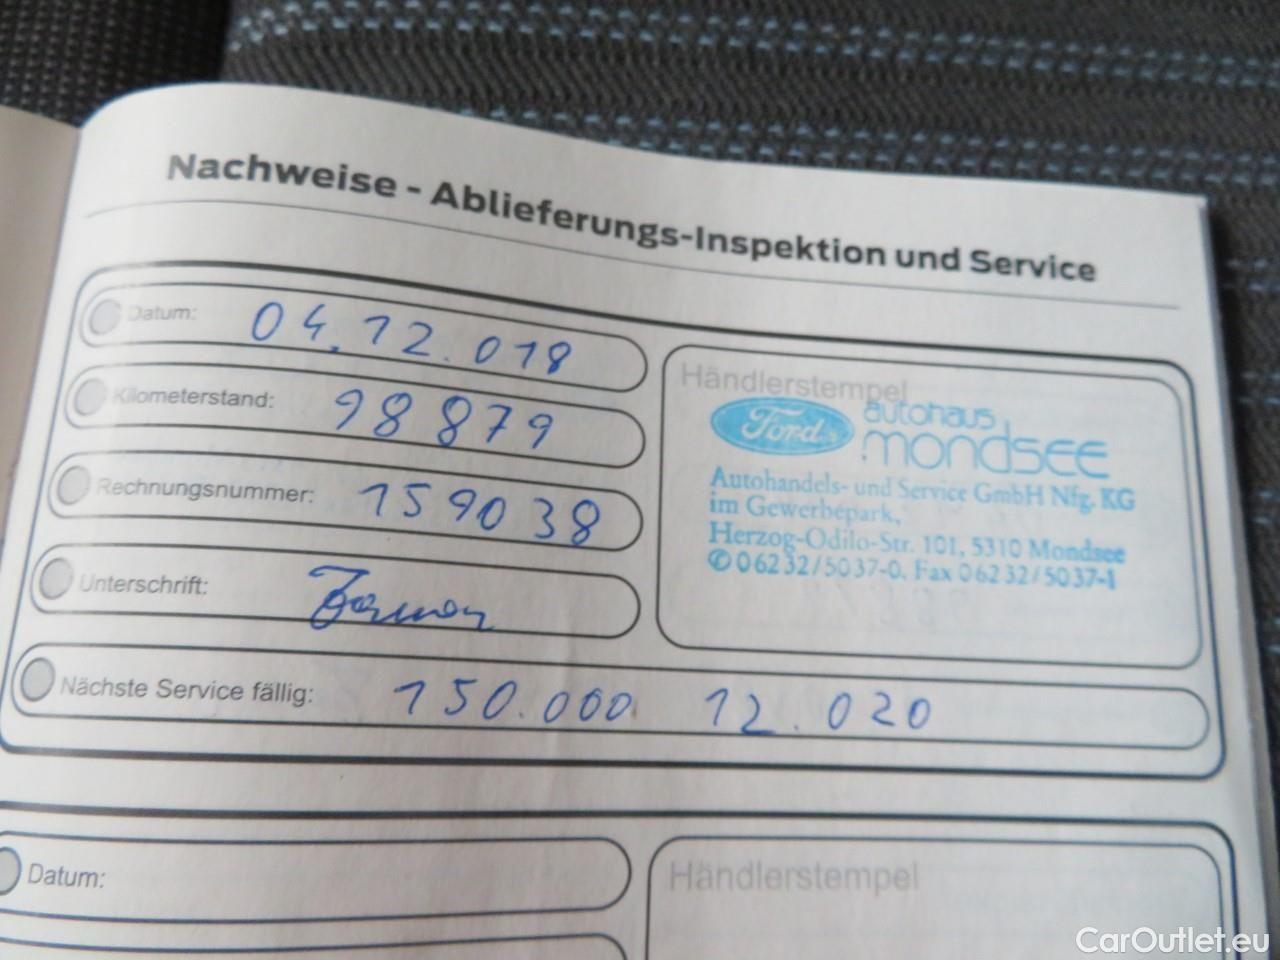 Nachweise - Ablieferungs-Inspektion und Service
Datum: 04.12.018
Kilometerstand: 98879
Rechnungsnummer: 159038
Unterschrift:
Händlerstempel
Ford autohaus
mondsee
Autohandels- und Service GmbH Nfg. KG
im Gewerbepark,
Herzog-Odilo-Str. 101, 5310 Mondsee
✆06232/5037-0, Fax 06232/5037-1
Nächste Service fällig: 150.000 12.020
Datum:
Händlerstempel
CarOutlet.eu